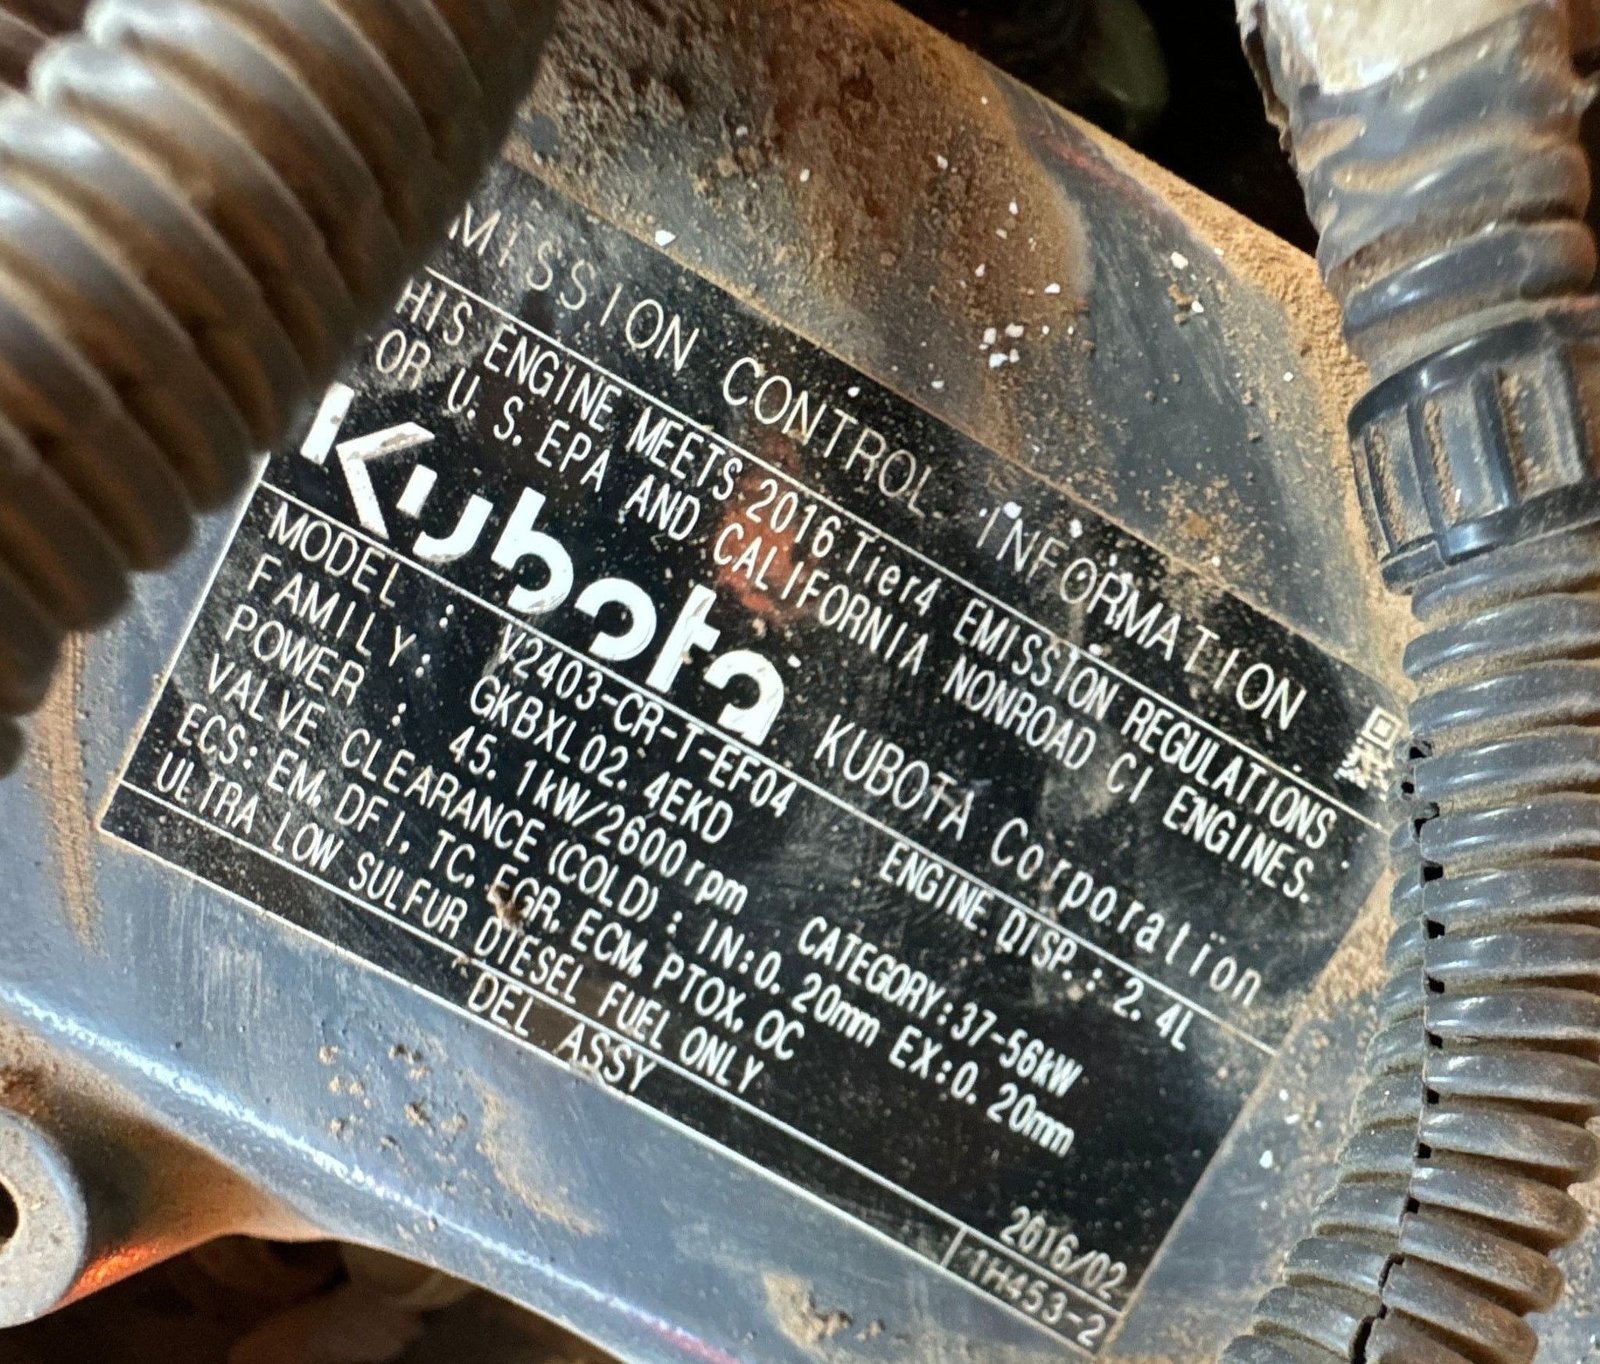 MISSION CONTROL INFORMATION
HIS ENGINE MEETS 2016 Tier4 EMISSION REGULATIONS
OR U.S. EPA AND CALIFORNIA NONROAD CI ENGINES.
Kubota KUBOTA Corporation
MODEL : V2403-CR-T-EF04 ENGINE DISP.: 2.4L
FAMILY: GKBXL02.4EKD
POWER : 45.1kW/2600rpm CATEGORY:37-56kW
VALVE CLEARANCE (COLD) : IN:0.20mm EX:0.20mm
ECS: EM, DFI, TC, EGR, ECM, PTOX, OC
ULTRA LOW SULFUR DIESEL FUEL ONLY
2016/02
DEL ASSY
1H453-2